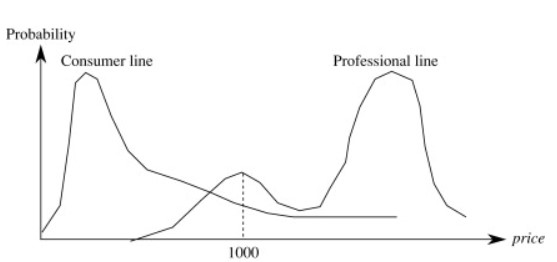 Probability
Consumer line
Professional line
price
1000